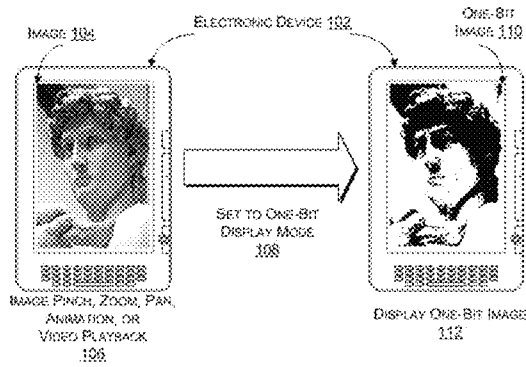 IMAGE 104
ELECTRONIC DEVICE 102
ONE-BIT
IMAGE 110
SET TO ONE-BIT
DISPLAY MODE
108
IMAGE PINCH, ZOOM, PAN,
ANIMATION, OR
VIDEO PLAYBACK
106
DISPLAY ONE-BIT IMAGE
112